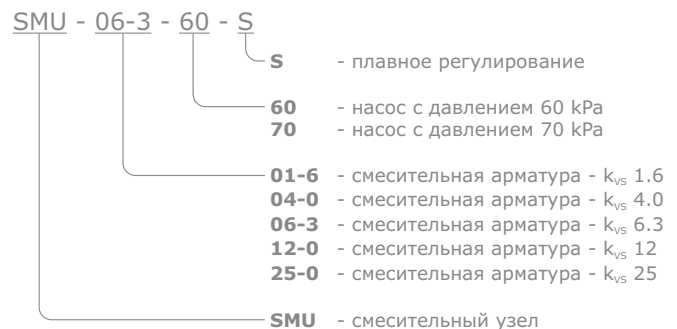 SMU - 06-3 - 60 - S
S - плавное регулирование
60 - насос с давлением 60 kPa
70 - насос с давлением 70 kPa
01-6 - смесительная арматура - kvs 1.6
04-0 - смесительная арматура - kvs 4.0
06-3 - смесительная арматура - kvs 6.3
12-0 - смесительная арматура - kvs 12
25-0 - смесительная арматура - kvs 25
SMU - смесительный узел